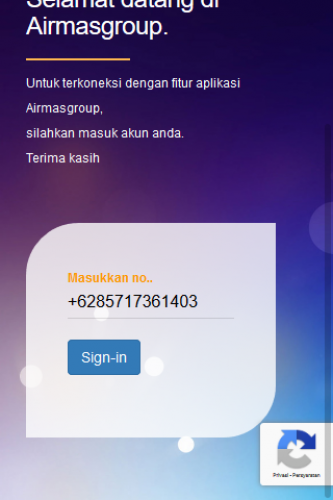 Selamat datang di
Airmasgroup.
Untuk terkoneksi dengan fitur aplikasi
Airmasgroup,
silahkan masuk akun anda.
Terima kasih
Masukkan no..
+6285717361403
Sign-in
Privasi - Persyaratan